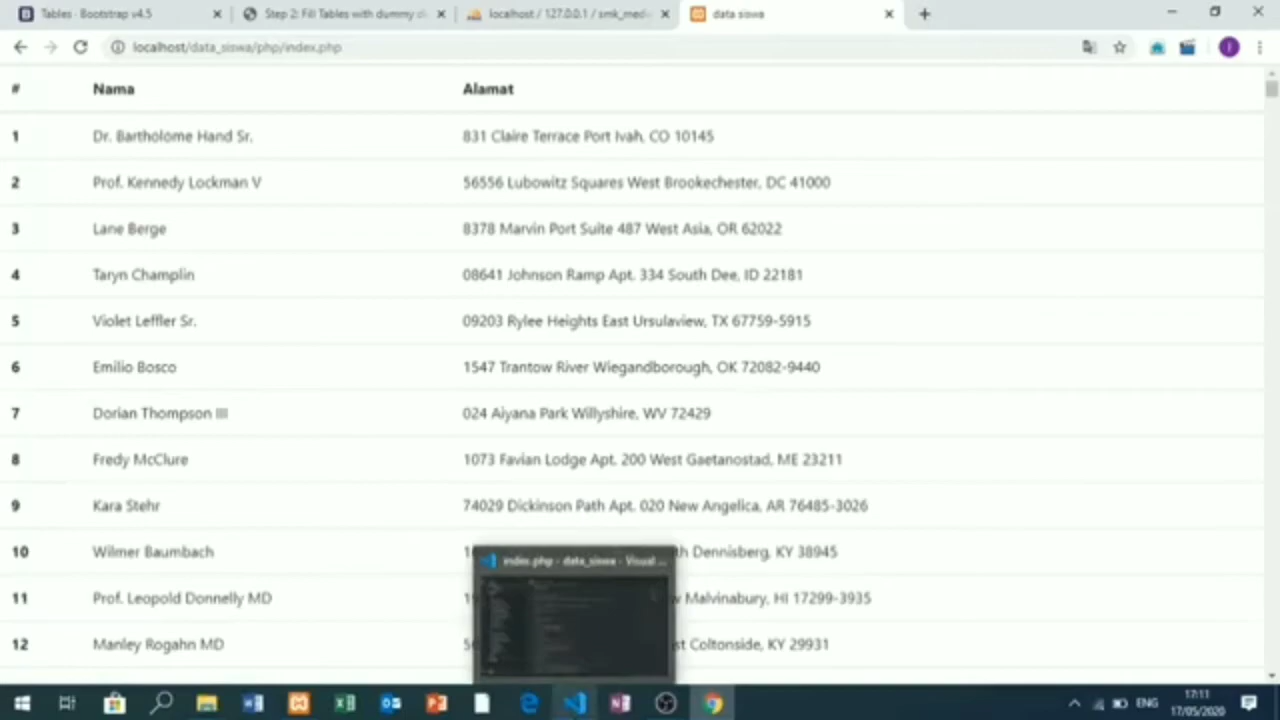 Tables · Bootstrap v4.5
Step 2: Fill Tables with dummy
localhost / 127.0.0.1 / smk_med
data siswa
localhost/data_siswa/php/index.php
# Nama Alamat
1 Dr. Bartholome Hand Sr. 831 Claire Terrace Port Ivah, CO 10145
2 Prof. Kennedy Lockman V 56556 Lubowitz Squares West Brookechester, DC 41000
3 Lane Berge 8378 Marvin Port Suite 487 West Asia, OR 62022
4 Taryn Champlin 08641 Johnson Ramp Apt. 334 South Dee, ID 22181
5 Violet Leffler Sr. 09203 Rylee Heights East Ursulaview, TX 67759-5915
6 Emilio Bosco 1547 Trantow River Wiegandborough, OK 72082-9440
7 Dorian Thompson III 024 Aiyana Park Willyshire, WV 72429
8 Fredy McClure 1073 Favian Lodge Apt. 200 West Gaetanostad, ME 23211
9 Kara Stehr 74029 Dickinson Path Apt. 020 New Angelica, AR 76485-3026
10 Wilmer Baumbach Dennisberg, KY 38945
index.php - data_siswa - Visual ...
11 Prof. Leopold Donnelly MD Malvinabury, HI 17299-3935
12 Manley Rogahn MD Coltonside, KY 29931
ENG
17:11
17/05/2020